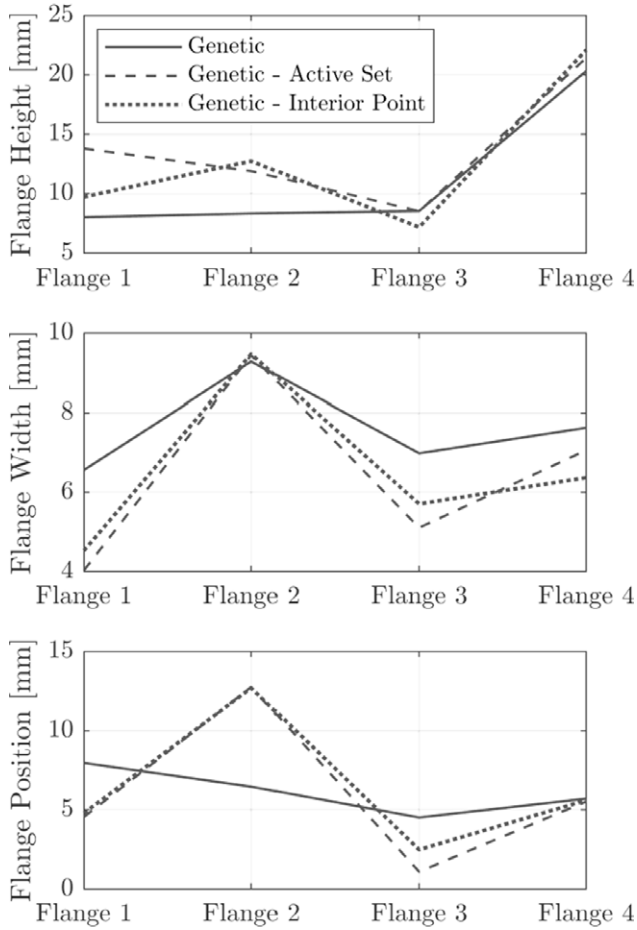 Flange Height [mm]
25
20
15
10
5
Genetic
Genetic - Active Set
Genetic - Interior Point
Flange 1 Flange 2 Flange 3 Flange 4
Flange Width [mm]
10
8
6
4
Flange 1 Flange 2 Flange 3 Flange 4
Flange Position [mm]
15
10
5
0
Flange 1 Flange 2 Flange 3 Flange 4